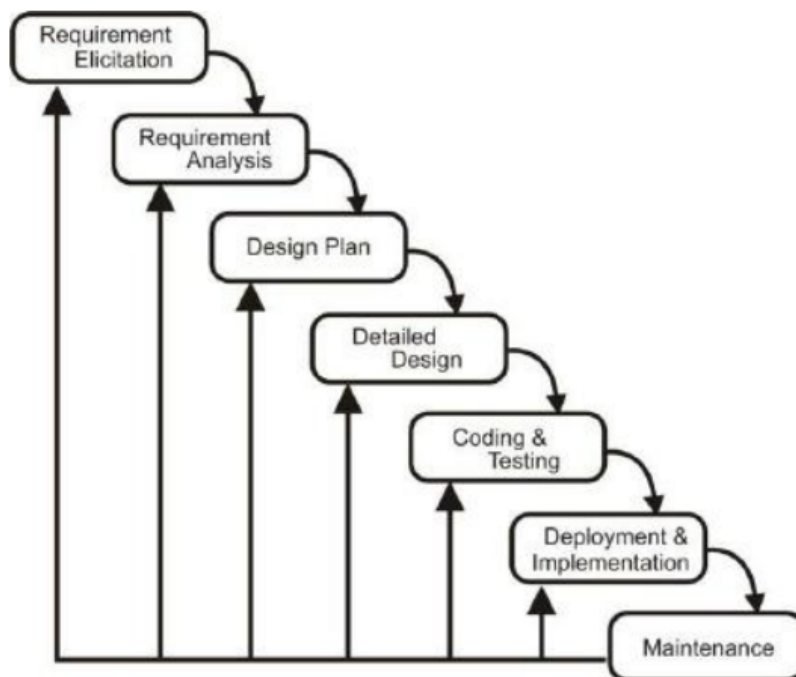 Requirement
Elicitation
Requirement
Analysis
Design Plan
Detailed
Design
Coding &
Testing
Deployment &
Implementation
Maintenance